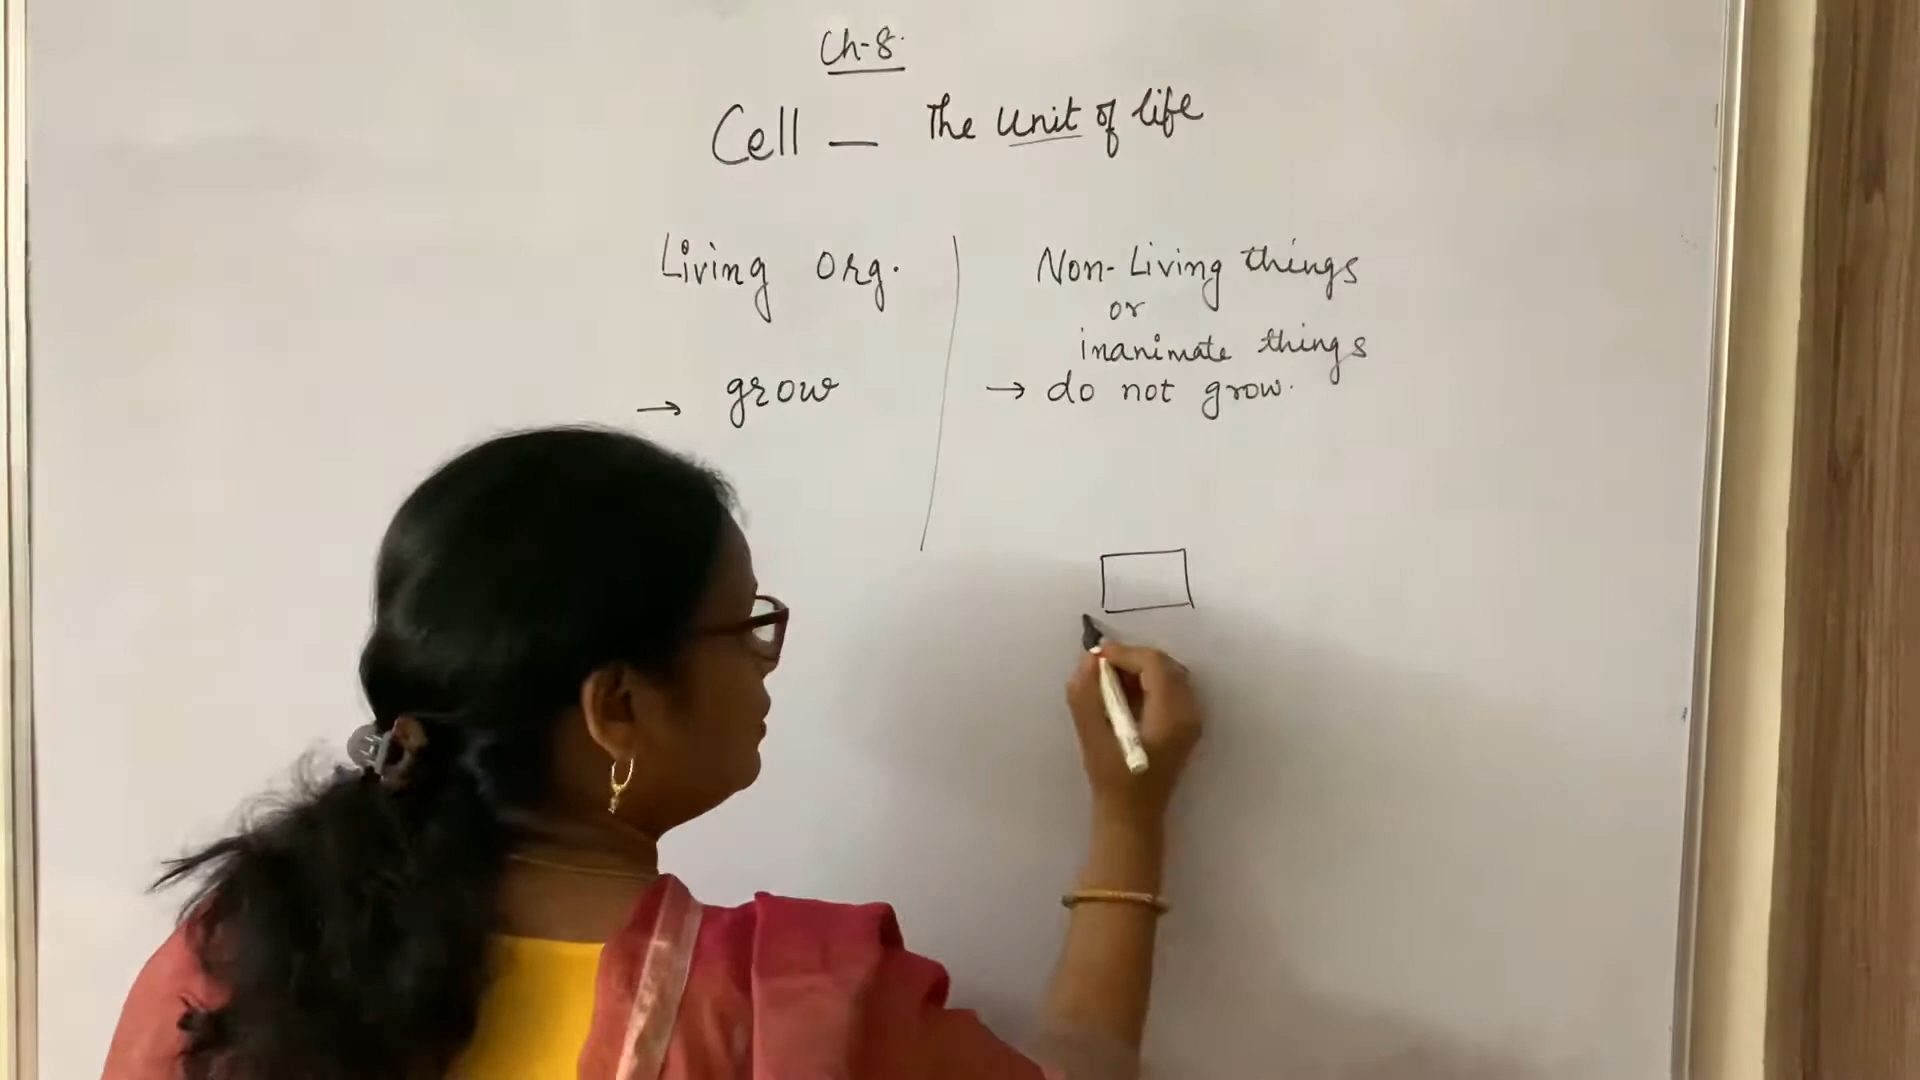 Ch-8.
Cell — The Unit of life
Living Org.
Non-Living things
or
inanimate things
→ grow
→ do not grow.